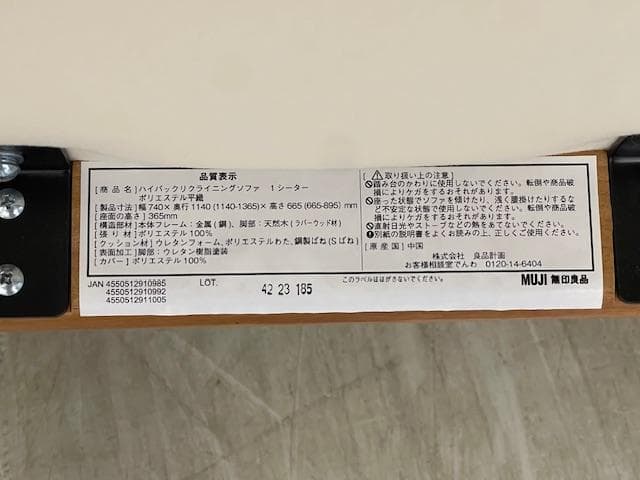 品質表示
[商品名] ハイバックリクライニングソファ 1シーター
ポリエステル平織
[製品寸法] 幅740×奥行1140(1140-1365)×高さ665(665-895)mm
[座面の高さ] 365mm
[構造部材] 本体フレーム:金属(鋼)、脚部:天然木(ラバーウッド材)
[張り材] ポリエステル100%
[クッション材] ウレタンフォーム、ポリエステルわた、鋼製ばね(Sばね)
[表面加工] 脚部:ウレタン樹脂塗装
[カバー] ポリエステル100%
JAN 4550512910985
4550512910992
4550512911005
LOT.
42 23 185
このラベルははがさないでください。
取り扱い上の注意
踏み台のかわりに使用しないでください。転倒や商品破
損によりケガをするおそれがあります。
座った状態でソファを傾けたり、浅く腰掛けたりするな
ど不安定な状態で使用しないでください。転倒や商品破
損によりケガをするおそれがあります。
直射日光やストーブなどの熱をあてないでください。
別紙の説明書をよくお読みの上、正しくご使用ください。
[原産国] 中国
株式会社 良品計画
お客様相談室でんわ 0120-14-6404
MUJI 無印良品